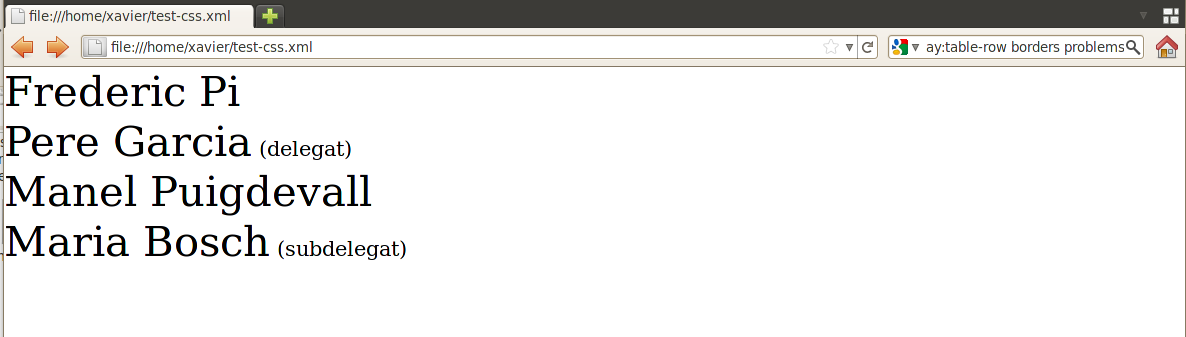 file:///home/xavier/test-css.xml
file:///home/xavier/test-css.xml
ay:table-row borders problems
Frederic Pi
Pere Garcia (delegat)
Manel Puigdevall
Maria Bosch (subdelegat)